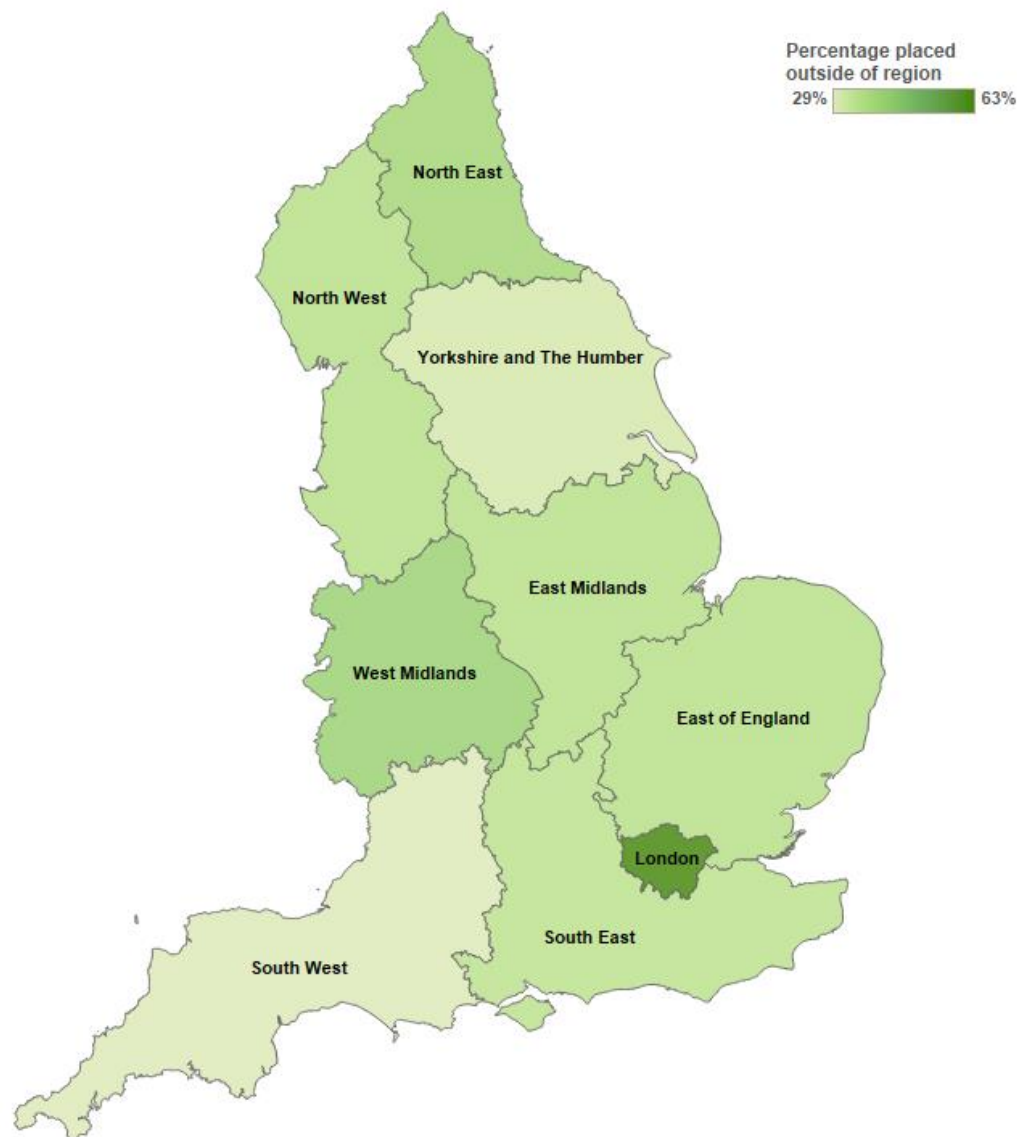 Percentage placed
outside of region
29% 63%
North East
North West
Yorkshire and The Humber
East Midlands
West Midlands
East of England
London
South East
South West